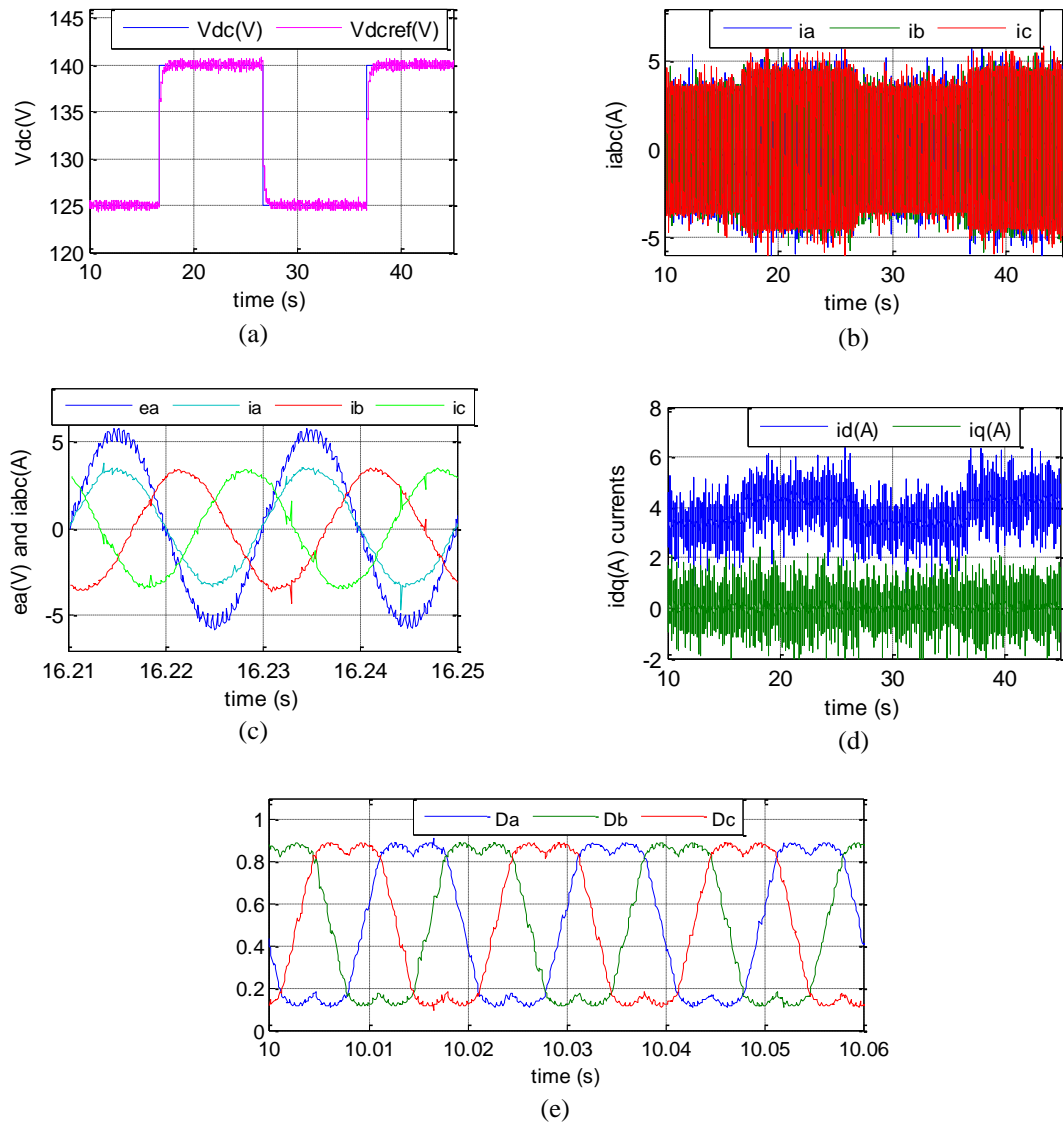 Vdc(V) Vdcref(V)
145
140
135
130
125
120
Vdc(V)
10 20 30 40
time (s)
(a)
ia ib ic
5
0
-5
iabc(A)
10 20 30 40
time (s)
(b)
ea ia ib ic
5
0
-5
ea(V) and iabc(A)
16.21 16.22 16.23 16.24 16.25
time (s)
(c)
id(A) iq(A)
8
6
4
2
0
-2
idq(A) currents
10 20 30 40
time (s)
(d)
Da Db Dc
1
0.8
0.6
0.4
0.2
0
10 10.01 10.02 10.03 10.04 10.05 10.06
time (s)
(e)